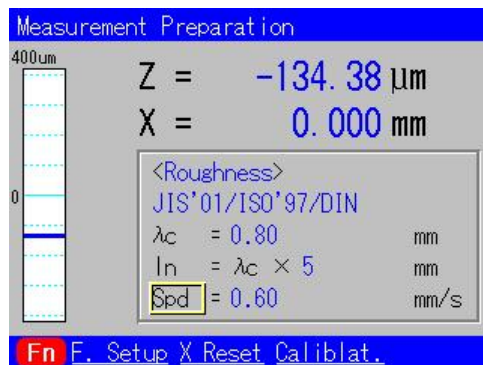 Measurement Preparation
400um
Z = -134.38 µm
X = 0.000 mm
0
<Roughness>
JIS'01/ISO'97/DIN
λc = 0.80 mm
ln = λc × 5 mm
Spd = 0.60 mm/s
Fn F. Setup X Reset Caliblat.